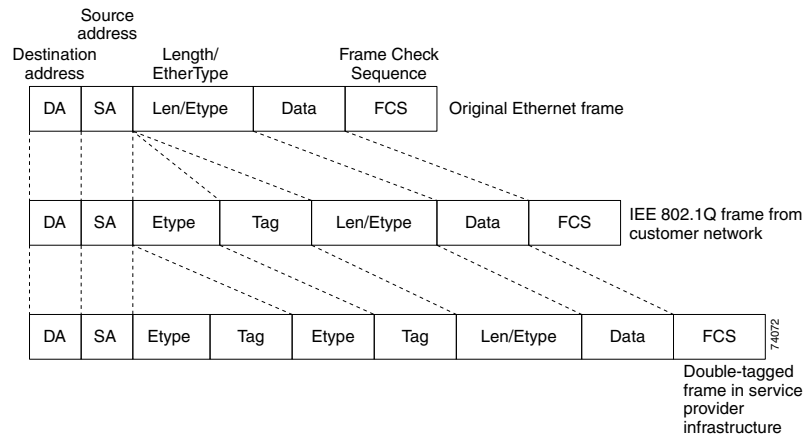 Source
address
Destination
address
Length/
EtherType
Frame Check
Sequence
DA SA Len/Etype Data FCS Original Ethernet frame
DA SA Etype Tag Len/Etype Data FCS IEE 802.1Q frame from
customer network
DA SA Etype Tag Etype Tag Len/Etype Data FCS 74072
Double-tagged
frame in service
provider
infrastructure